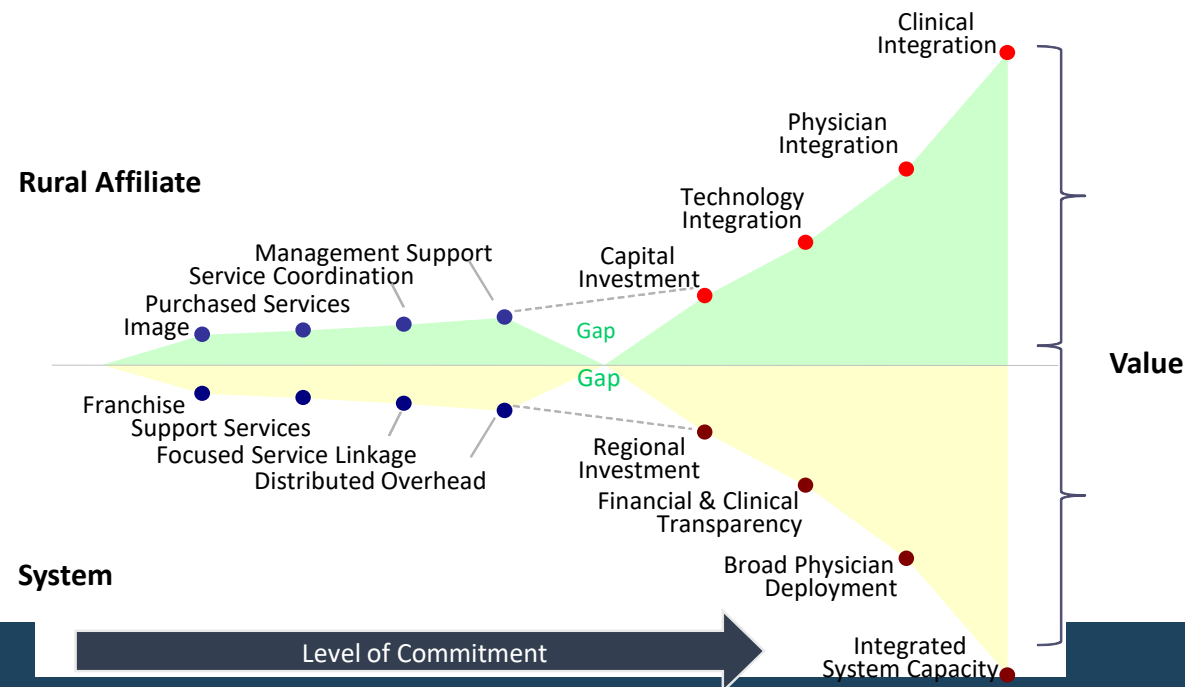 Clinical
Integration
Physician
Integration
Rural Affiliate
Technology
Integration
Management Support
Capital
Investment
Service Coordination
Purchased Services
Image
Gap
Value
Gap
Franchise
Support Services
Focused Service Linkage
Distributed Overhead
Regional
Investment
Financial & Clinical
Transparency
Broad Physician
Deployment
System
Level of Commitment
Integrated
System Capacity